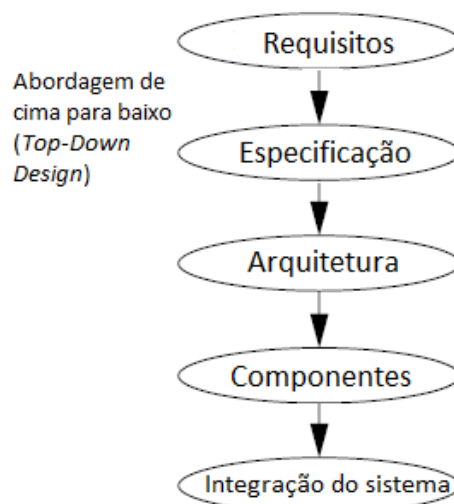 Requisitos
Abordagem de
cima para baixo
(Top-Down
Design)
Especificação
Arquitetura
Componentes
Integração do sistema